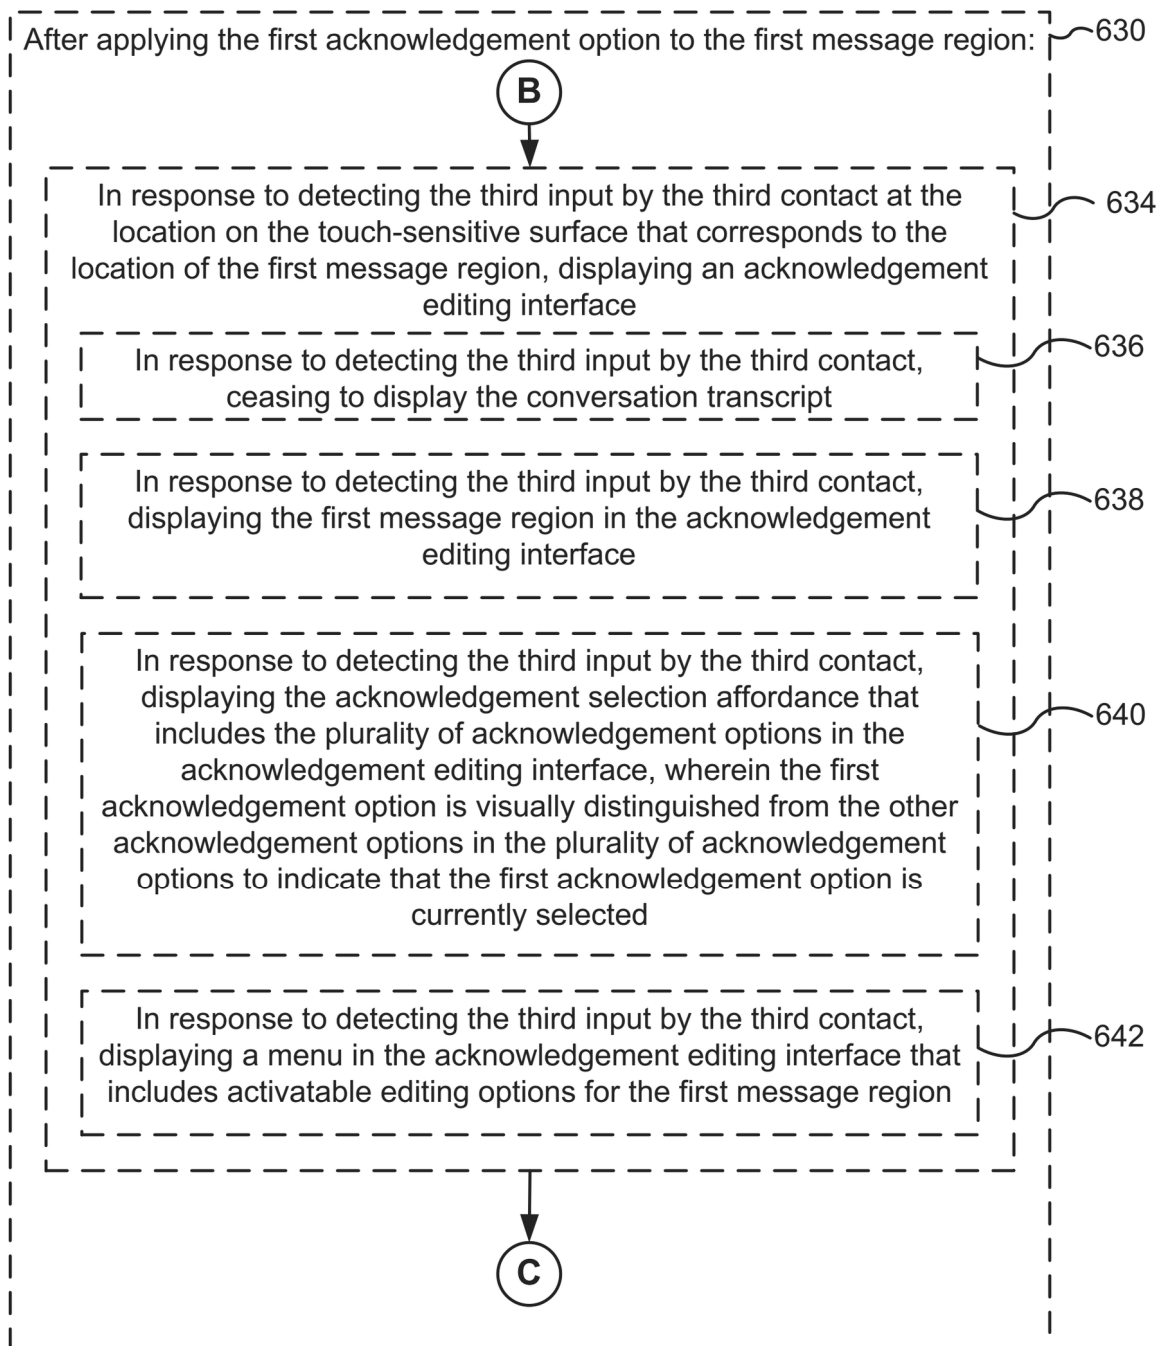 After applying the first acknowledgement option to the first message region:
630
B
In response to detecting the third input by the third contact at the
634
location on the touch-sensitive surface that corresponds to the
location of the first message region, displaying an acknowledgement
editing interface
In response to detecting the third input by the third contact,
636
ceasing to display the conversation transcript
In response to detecting the third input by the third contact,
638
displaying the first message region in the acknowledgement
editing interface
In response to detecting the third input by the third contact,
displaying the acknowledgement selection affordance that
640
includes the plurality of acknowledgement options in the
acknowledgement editing interface, wherein the first
acknowledgement option is visually distinguished from the other
acknowledgement options in the plurality of acknowledgement
options to indicate that the first acknowledgement option is
currently selected
In response to detecting the third input by the third contact,
642
displaying a menu in the acknowledgement editing interface that
includes activatable editing options for the first message region
C